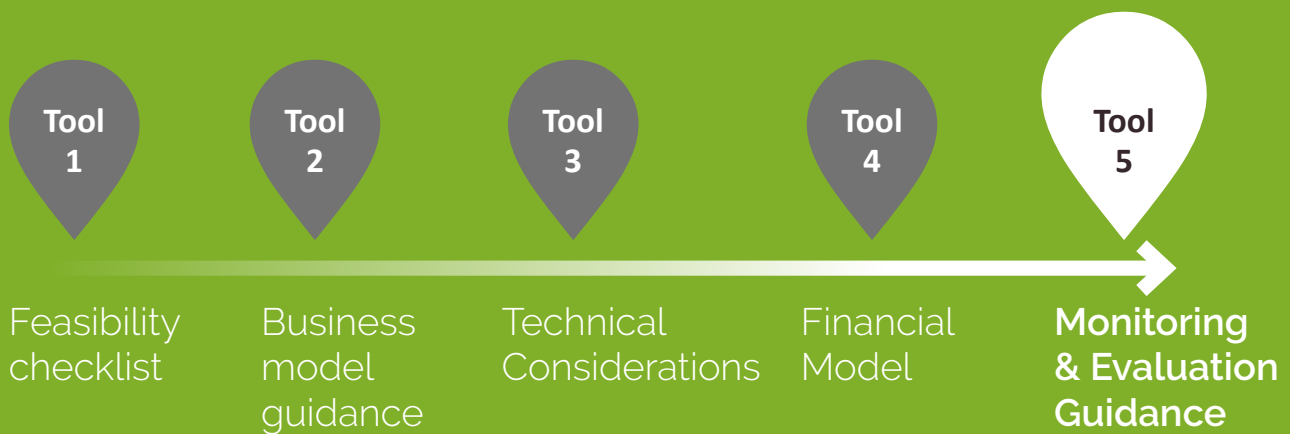 Tool
1
Tool
2
Tool
3
Tool
4
Tool
5
Feasibility
checklist
Business
model
guidance
Technical
Considerations
Financial
Model
Monitoring
& Evaluation
Guidance